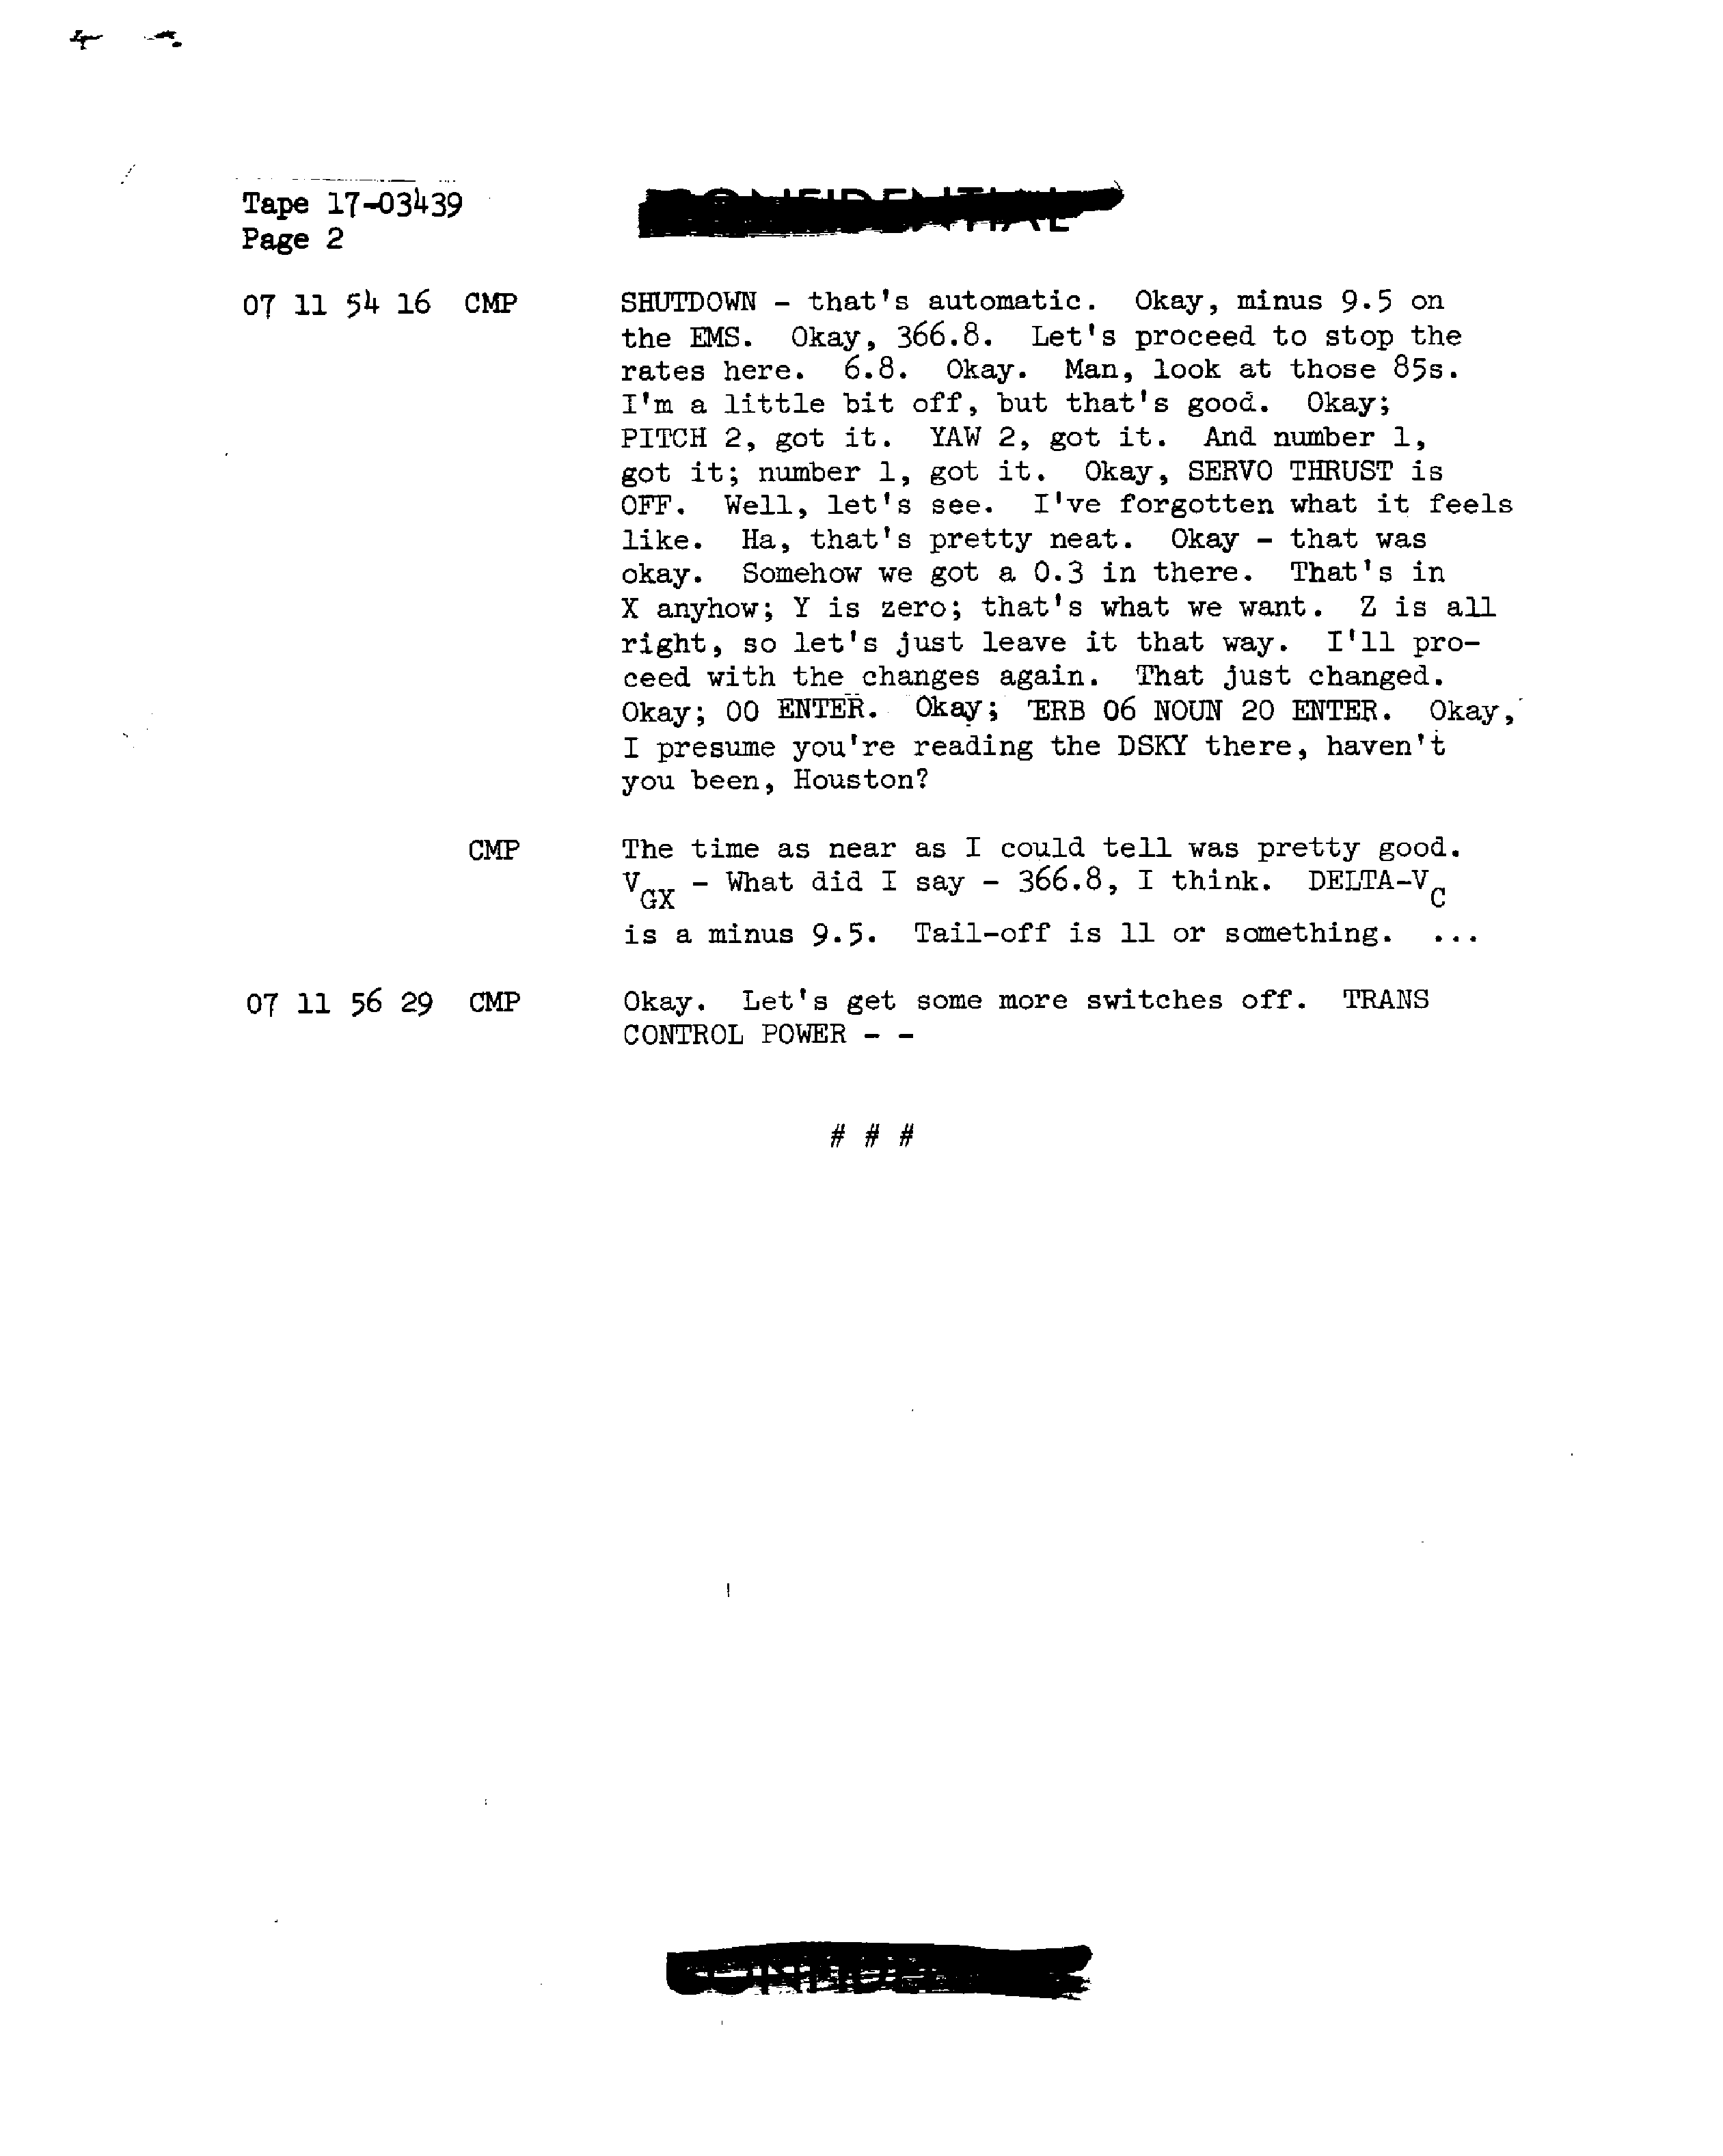 Tape 17-03439
CONFIDENTIAL
Page 2
07 11 54 16 CMP SHUTDOWN - that's automatic. Okay, minus 9.5 on
the EMS. Okay, 366.8. Let's proceed to stop the
rates here. 6.8. Okay. Man, look at those 85s.
I'm a little bit off, but that's good. Okay;
PITCH 2, got it. YAW 2, got it. And number 1,
got it; number 1, got it. Okay, SERVO THRUST is
OFF. Well, let's see. I've forgotten what it feels
like. Ha, that's pretty neat. Okay - that was
okay. Somehow we got a 0.3 in there. That's in
X anyhow; Y is zero; that's what we want. Z is all
right, so let's just leave it that way. I'll pro-
ceed with the changes again. That just changed.
Okay; 00 ENTER. Okay; ERB 06 NOUN 20 ENTER. Okay,
I presume you're reading the DSKY there, haven't
you been, Houston?
CMP The time as near as I could tell was pretty good.
VGX - What did I say - 366.8, I think. DELTA-VC
is a minus 9.5. Tail-off is 11 or something. ...
07 11 56 29 CMP Okay. Let's get some more switches off. TRANS
CONTROL POWER - -
# # #